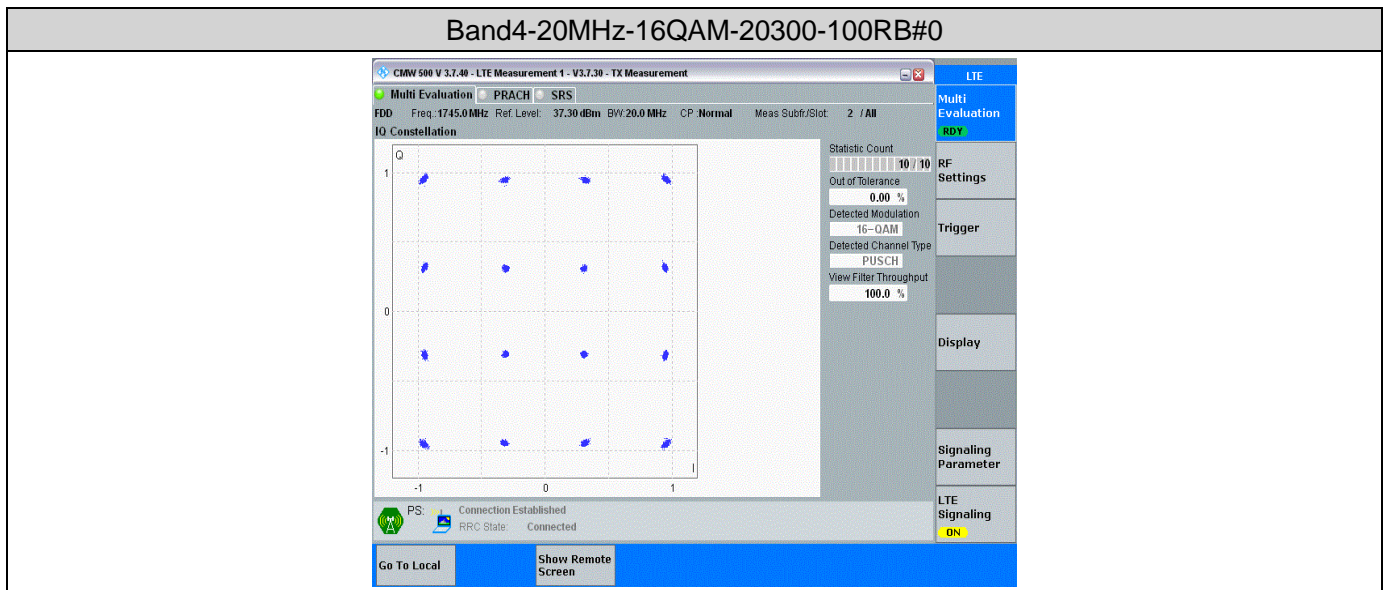 Band4-20MHz-16QAM-20300-100RB#0
CMW 500 V 3.7.40 - LTE Measurement 1 - V3.7.30 - TX Measurement
LTE
Multi Evaluation PRACH SRS
FDD Freq.:1745.0 MHz Ref. Level: 37.30 dBm BW:20.0 MHz CP :Normal Meas Subfr./Slot: 2 / All
IQ Constellation
Q
1
0
-1
I
-1 0 1
Statistic Count
10 / 10
Out of Tolerance
0.00 %
Detected Modulation
16-QAM
Detected Channel Type
PUSCH
View Filter Throughput
100.0 %
Multi
Evaluation
RDY
RF
Settings
Trigger
Display
Signaling
Parameter
LTE
Signaling
ON
PS: Connection Established
RRC State: Connected
Go To Local
Show Remote
Screen